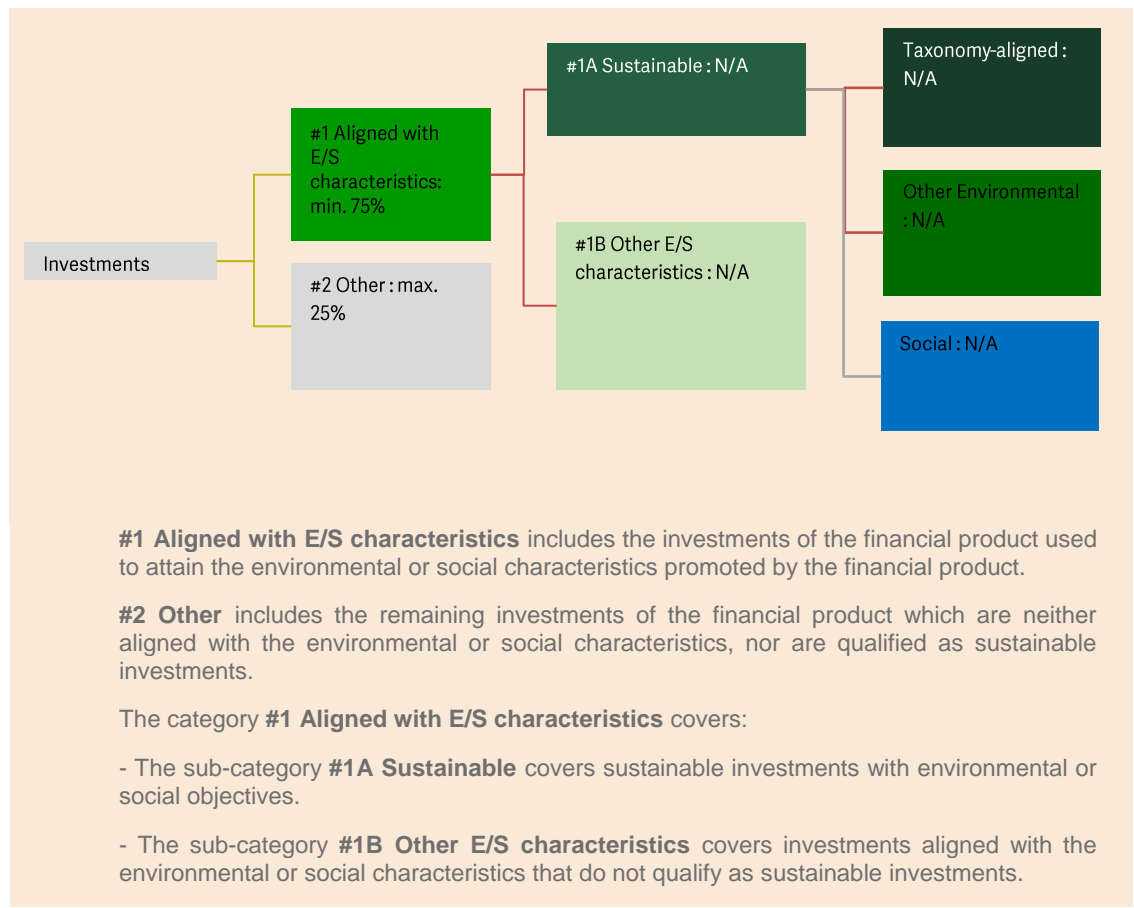 Investments
#1 Aligned with
E/S
characteristics:
min. 75%
#2 Other : max.
25%
#1A Sustainable : N/A
#1B Other E/S
characteristics : N/A
Taxonomy-aligned :
N/A
Other Environmental
: N/A
Social : N/A
#1 Aligned with E/S characteristics includes the investments of the financial product used
to attain the environmental or social characteristics promoted by the financial product.
#2 Other includes the remaining investments of the financial product which are neither
aligned with the environmental or social characteristics, nor are qualified as sustainable
investments.
The category #1 Aligned with E/S characteristics covers:
- The sub-category #1A Sustainable covers sustainable investments with environmental or
social objectives.
- The sub-category #1B Other E/S characteristics covers investments aligned with the
environmental or social characteristics that do not qualify as sustainable investments.